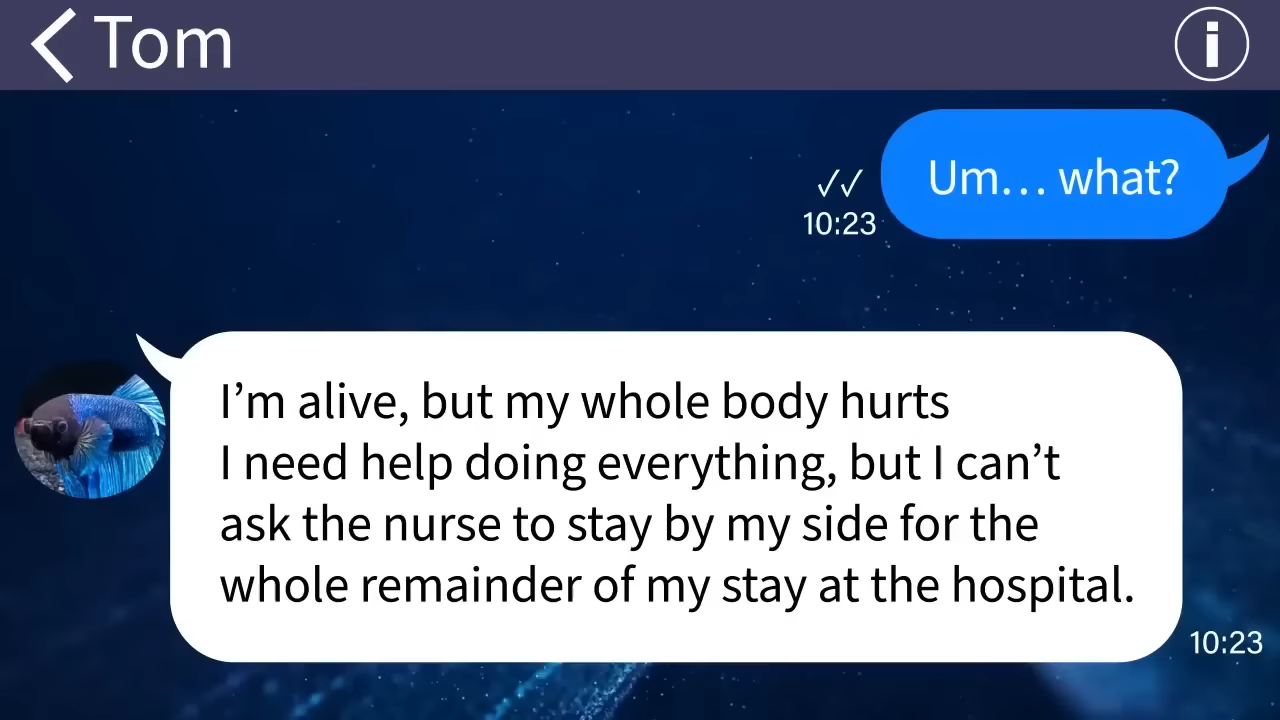 Tom
Um... what?
✓✓
10:23
I’m alive, but my whole body hurts
I need help doing everything, but I can’t
ask the nurse to stay by my side for the
whole remainder of my stay at the hospital.
10:23